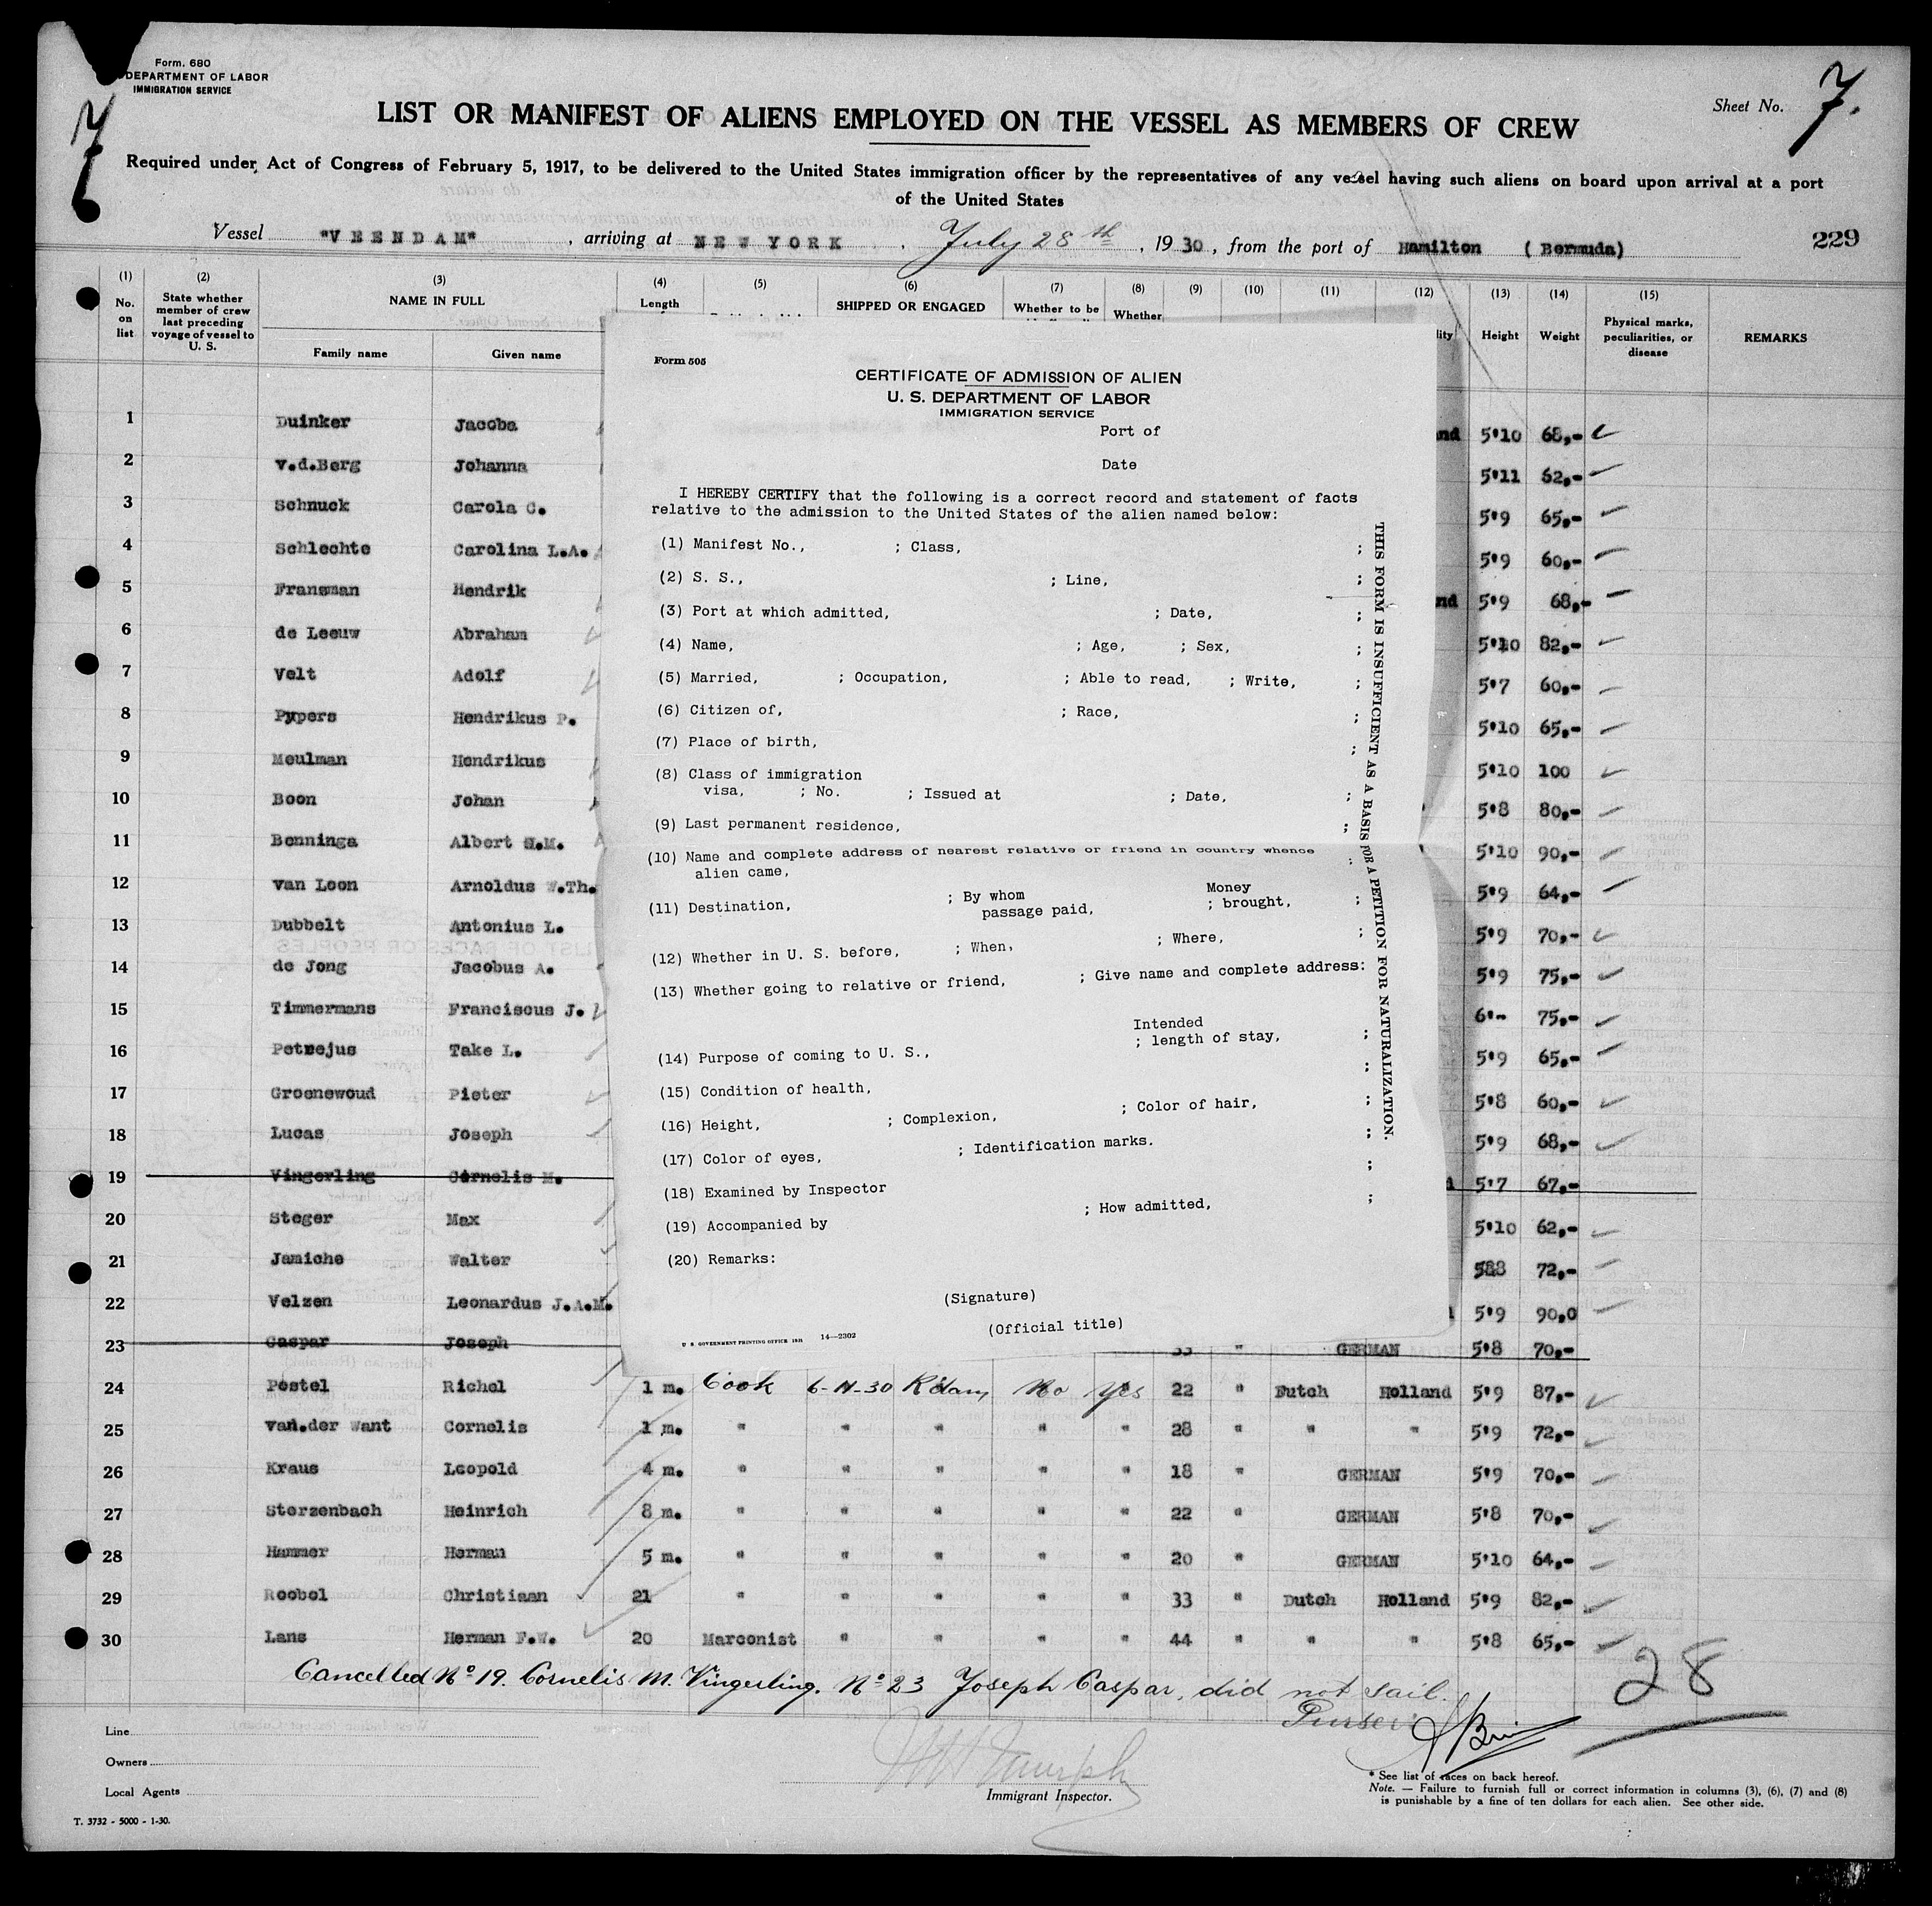 Form. 680
DEPARTMENT OF LABOR
IMMIGRATION SERVICE
7
Sheet No. 7.
LIST OR MANIFEST OF ALIENS EMPLOYED ON THE VESSEL AS MEMBERS OF CREW
Required under Act of Congress of February 5, 1917, to be delivered to the United States immigration officer by the representatives of any vessel having such aliens on board upon arrival at a port
of the United States
Vessel "VEENDAM", arriving at NEW YORK, July 28th, 1930, from the port of Hamilton (Bermuda) 229
(1) (2) (3) (4) (5) (6) (7) (8) (9) (10) (11) (12) (13) (14) (15)
No. on list
State whether member of crew last preceding voyage of vessel to U. S.
NAME IN FULL
Family name Given name
Length
SHIPPED OR ENGAGED
Whether to be
Whether
Height Weight
Physical marks, peculiarities, or disease
REMARKS
1 Duinker Jacoba 5'10 68,-
2 v.d.Berg Johanna 5'11 62,-
3 Schnuck Carola C. 5'9 65,-
4 Schlechte Carolina L.A. 5'9 60,-
5 Fransman Hendrik 5'9 68,-
6 de Leeuw Abraham 5'10 82,-
7 Velt Adolf 5'7 60,-
8 Pypers Hendrikus P. 5'10 65,-
9 Meulman Hendrikus 5'10 100
10 Boon Johan 5'8 80,-
11 Benninga Albert H.M. 5'10 90,-
12 van Loon Arnoldus W.Th. 5'9 64,-
13 Dubbelt Antonius L. 5'9 70,-
14 de Jong Jacobus A. 5'9 75,-
15 Timmermans Franciscus J. 6'- 75,-
16 Petrejus Take L. 5'9 65,-
17 Groenewoud Pieter 5'8 60,-
18 Lucas Joseph 5'9 68,-
19 Vingerling Cornelis M. 5'7 67,-
20 Steger Max 5'10 62,-
21 Jamiche Walter 72,-
22 Velzen Leonardus J.A.M. 5'9 90,0
23 Caspar Joseph 33 " GERMAN 5'8 70,-
24 Postel Richel 1 m. Cook R'dam No Yes 22 " Dutch Holland 5'9 87,-
25 van.der Want Cornelis 1 m. " " " " " 28 " " " 5'9 72,-
26 Kraus Leopold 4 m. " " " " " 18 " GERMAN 5'9 70,-
27 Sterzenbach Heinrich 8 m. " " " " " 22 " GERMAN 5'8 70,-
28 Hammer Herman 5 m. " " " " " 20 " GERMAN 5'10 64,-
29 Roobol Christiaan 21 " " " " " 33 " Dutch Holland 5'9 82,-
30 Lans Herman F.W. 20 Marconist " " " " 44 " " " 5'8 65,-
Cancelled No 19. Cornelis M. Vingerling. No 23 Joseph Caspar, did not sail.
Purser
28
Line
Owners
Local Agents
Immigrant Inspector.
* See list of races on back hereof.
Note. — Failure to furnish full or correct information in columns (3), (6), (7) and (8)
is punishable by a fine of ten dollars for each alien. See other side.
T. 3732 - 5000 - 1-30.
Form 505
CERTIFICATE OF ADMISSION OF ALIEN
U. S. DEPARTMENT OF LABOR
IMMIGRATION SERVICE
Port of
Date
I HEREBY CERTIFY that the following is a correct record and statement of facts
relative to the admission to the United States of the alien named below:
(1) Manifest No., ; Class, ;
(2) S. S., ; Line, ;
(3) Port at which admitted, ; Date, ;
(4) Name, ; Age, ; Sex, ;
(5) Married, ; Occupation, ; Able to read, ; Write, ;
(6) Citizen of, ; Race, ;
(7) Place of birth, ;
(8) Class of immigration
visa, ; No. ; Issued at ; Date, ;
(9) Last permanent residence, ;
(10) Name and complete address of nearest relative or friend in country whence
alien came, ;
(11) Destination, ; By whom passage paid, ; Money brought, ;
(12) Whether in U. S. before, ; When, ; Where, ;
(13) Whether going to relative or friend, ; Give name and complete address:
(14) Purpose of coming to U. S., ; Intended length of stay, ;
(15) Condition of health, ;
(16) Height, ; Complexion, ; Color of hair, ;
(17) Color of eyes, ; Identification marks. ;
(18) Examined by Inspector ;
(19) Accompanied by ; How admitted, ;
(20) Remarks:
(Signature)
(Official title)
U. S. GOVERNMENT PRINTING OFFICE 14—2302
THIS FORM IS INSUFFICIENT AS A BASIS FOR A PETITION FOR NATURALIZATION.